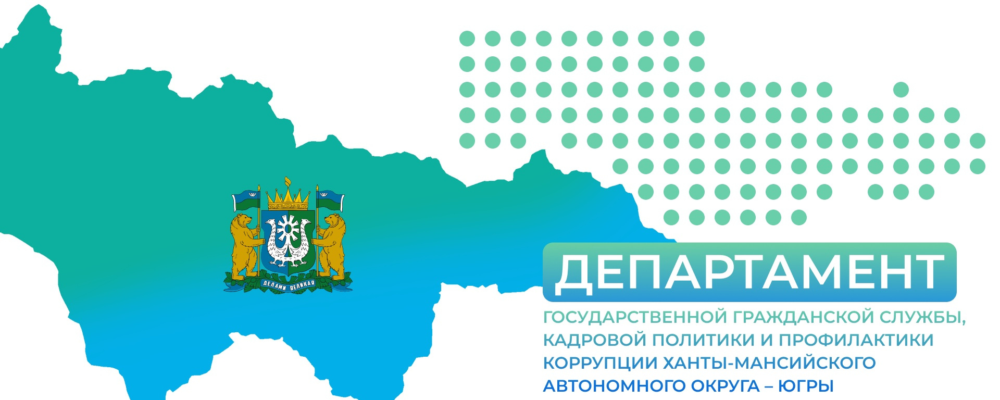 ДЕЛАМИ ВЕЛИКАЯ
ДЕПАРТАМЕНТ
ГОСУДАРСТВЕННОЙ ГРАЖДАНСКОЙ СЛУЖБЫ,
КАДРОВОЙ ПОЛИТИКИ И ПРОФИЛАКТИКИ
КОРРУПЦИИ ХАНТЫ-МАНСИЙСКОГО
АВТОНОМНОГО ОКРУГА – ЮГРЫ